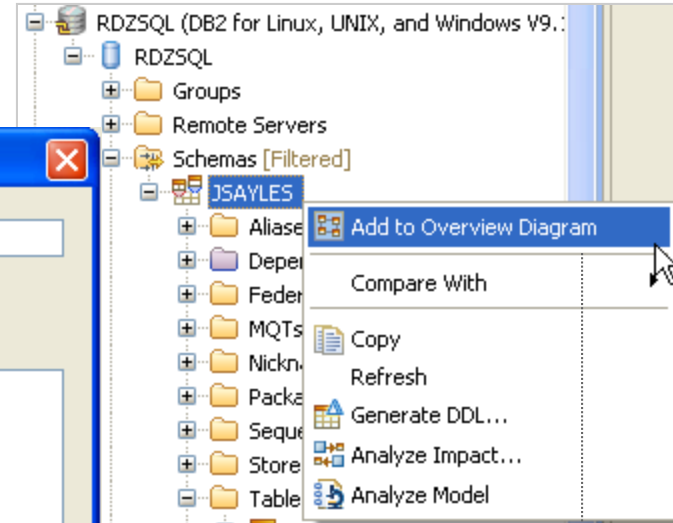 RDZSQL (DB2 for Linux, UNIX, and Windows V9.
RDZSQL
Groups
Remote Servers
Schemas [Filtered]
JSAYLES
Aliase
Add to Overview Diagram
Depe
Compare With
Feder
MQTs
Copy
Nickn
Refresh
Packa
Generate DDL...
Seque
Analyze Impact...
Store
Analyze Model
Table